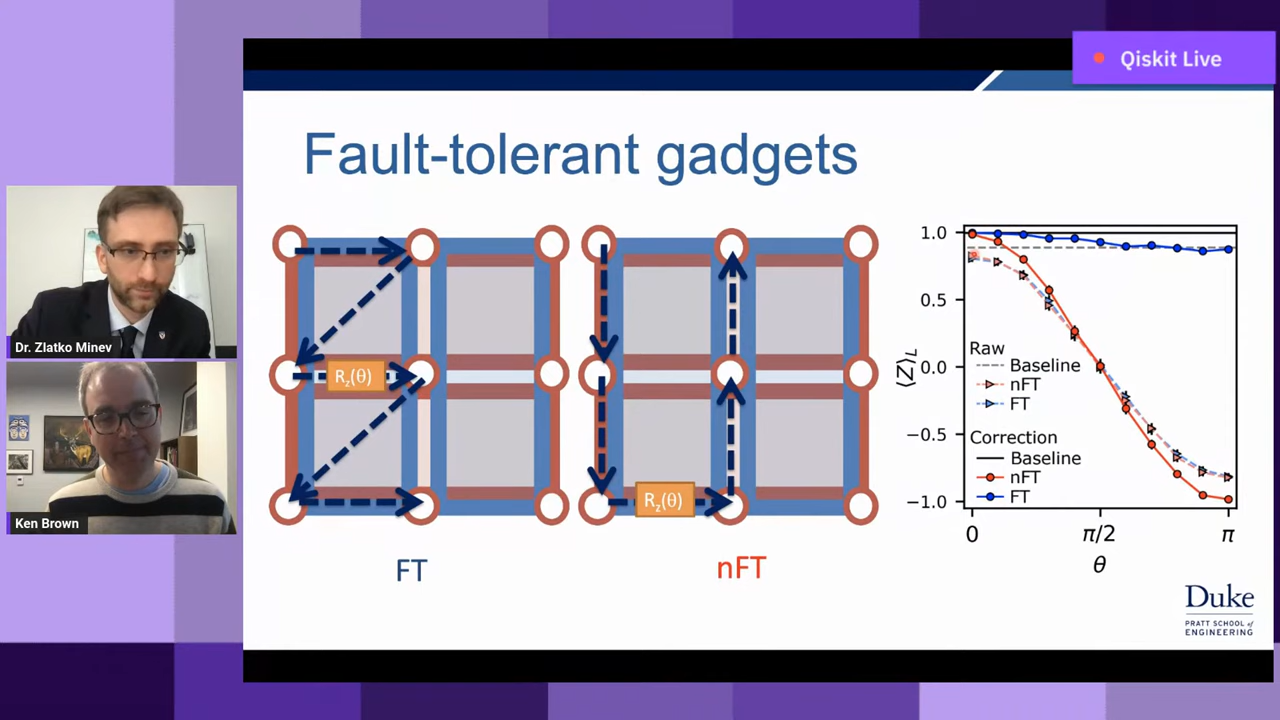 Qiskit Live
Fault-tolerant gadgets
Dr. Zlatko Minev
Ken Brown
R_z(θ)
FT
R_z(θ)
nFT
⟨Z⟩_L
1.0
0.5
0.0
−0.5
−1.0
Raw
Baseline
nFT
FT
Correction
Baseline
nFT
FT
0
π/2
π
θ
Duke
PRATT SCHOOL of
ENGINEERING